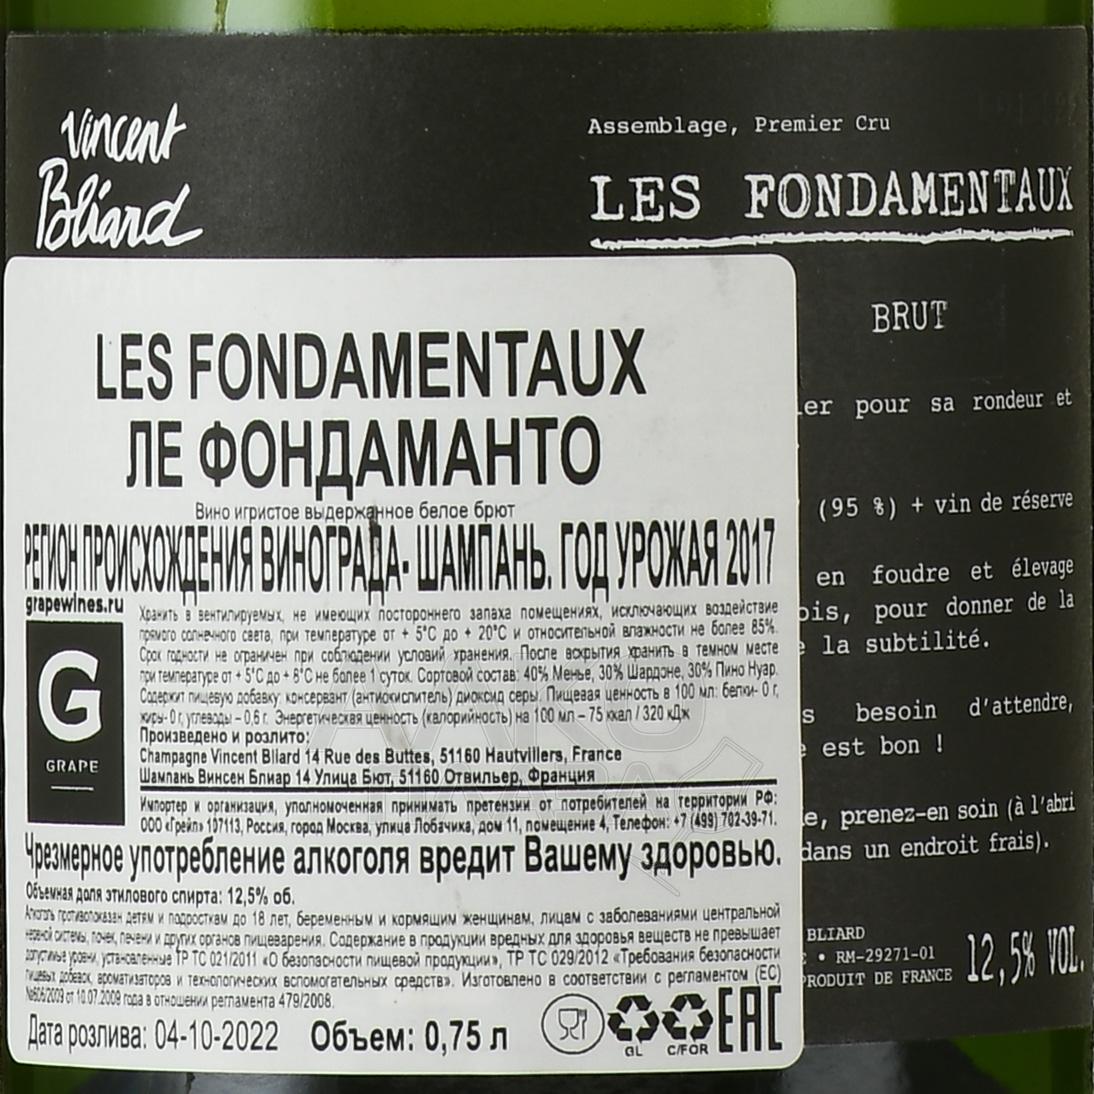 Vincent
Bliard
Assemblage, Premier Cru
LES FONDAMENTAUX
BRUT
pour sa rondeur et
(95 %) + vin de réserve
en foudre et élevage
pour donner de la
la subtilité.
besoin d'attendre,
est bon !
prenez-en soin (à l'abri
dans un endroit frais).
BLIARD
• RM-29271-01
PRODUIT DE FRANCE
12,5% VOL.
LES FONDAMENTAUX
ЛЕ ФОНДАМАНТО
Вино игристое выдержанное белое брют
РЕГИОН ПРОИСХОЖДЕНИЯ ВИНОГРАДА- ШАМПАНЬ. ГОД УРОЖАЯ 2017
grapewines.ru
G
GRAPE
Хранить в вентилируемых, не имеющих постороннего запаха помещениях, исключающих воздействие
прямого солнечного света, при температуре от + 5°С до + 20°С и относительной влажности не более 85%.
Срок годности не ограничен при соблюдении условий хранения. После вскрытия хранить в темном месте
при температуре от + 5°С до + 8°С не более 1 суток. Сортовой состав: 40% Менье, 30% Шардоне, 30% Пино Нуар.
Содержит пищевую добавку: консервант (антиокислитель) диоксид серы. Пищевая ценность в 100 мл: белки- 0 г,
жиры- 0 г, углеводы – 0,6 г. Энергетическая ценность (калорийность) на 100 мл – 75 ккал / 320 кДж
Произведено и розлито:
Champagne Vincent Bliard 14 Rue des Buttes, 51160 Hautvillers, France
Шампань Винсен Блиар 14 Улица Бют, 51160 Отвильер, Франция
Импортер и организация, уполномоченная принимать претензии от потребителей на территории РФ:
ООО «Грейп» 107113, Россия, город Москва, улица Лобачика, дом 11, помещение 4, Телефон: +7 (499) 702-39-71.
Чрезмерное употребление алкоголя вредит Вашему здоровью.
Объемная доля этилового спирта: 12,5% об.
Алкоголь противопоказан детям и подросткам до 18 лет, беременным и кормящим женщинам, лицам с заболеваниями центральной
нервной системы, почек, печени и других органов пищеварения. Содержание в продукции вредных для здоровья веществ не превышает
допустимые уровни, установленные ТР ТС 021/2011 «О безопасности пищевой продукции», ТР ТС 029/2012 «Требования безопасности
пищевых добавок, ароматизаторов и технологических вспомогательных средств». Изготовлено в соответствии с регламентом (ЕС)
№606/2009 от 10.07.2009 года в отношении регламента 479/2008.
Дата розлива: 04-10-2022 Объем: 0,75 л
GL C/FOR EAC